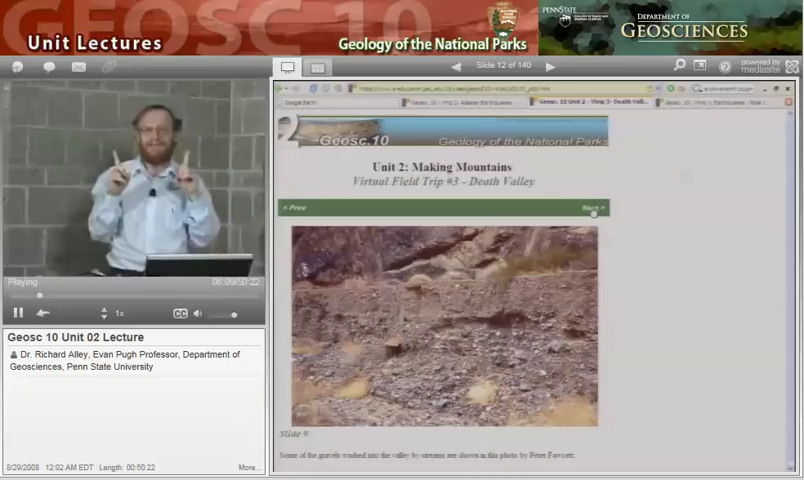 GEOSC 10
Unit Lectures
Geology of the National Parks
PENNSTATE
DEPARTMENT OF
GEOSCIENCES
Slide 12 of 140
powered by
mediasite
Google Earth
Geosc.10
Geology of the National Parks
Unit 2: Making Mountains
Virtual Field Trip #3 - Death Valley
< Prev
Next >
Playing
06:09/50:22
1x
CC
Geosc 10 Unit 02 Lecture
Dr. Richard Alley, Evan Pugh Professor, Department of
Geosciences, Penn State University
8/29/2008
12:02 AM EDT
Length: 00:50:22
More...
Slide 9
Some of the gravels washed into the valley by streams are shown in this photo by Peter Fawcett.